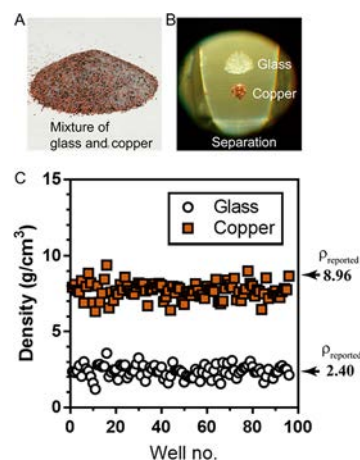 A
Mixture of
glass and copper
B
Glass
Copper
Separation
C
Density (g/cm³)
15
10
5
0
0 20 40 60 80 100
Well no.
Glass
Copper
ρreported
8.96
ρreported
2.40